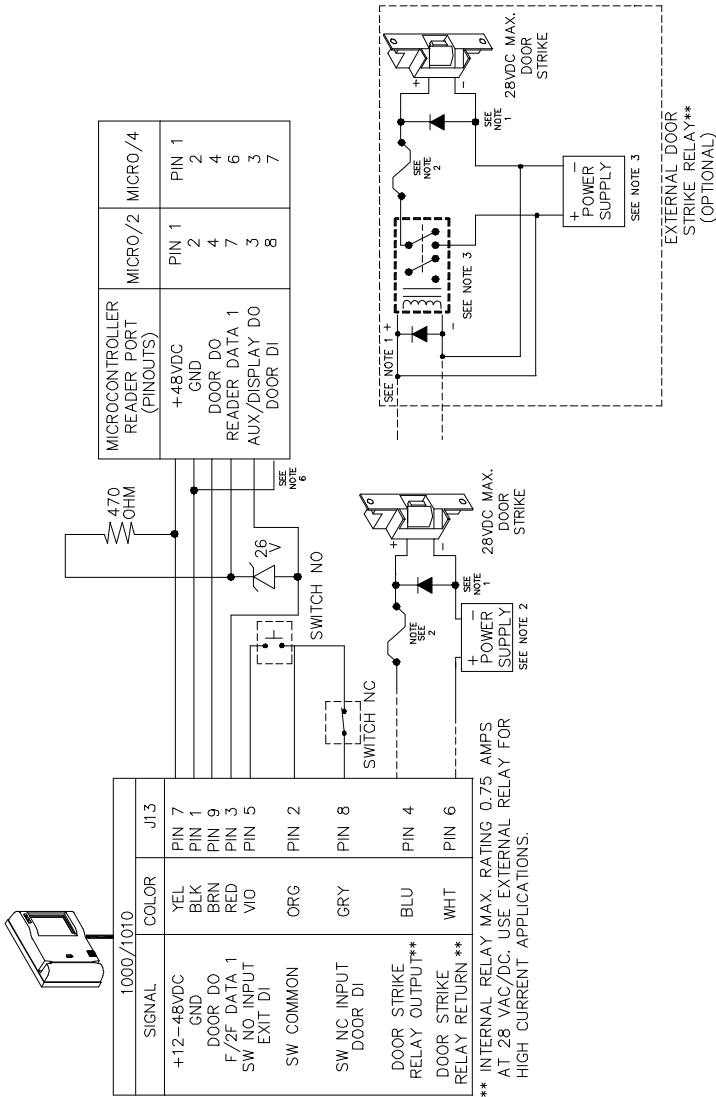 1000/1010
SIGNAL COLOR J13
+12-48VDC YEL PIN 7
GND BLK PIN 1
DOOR DO BRN PIN 9
F/2F DATA 1 RED PIN 3
SW NO INPUT VIO PIN 5
EXIT DI
SW COMMON ORG PIN 2
SW NC INPUT GRY PIN 8
DOOR DI
DOOR STRIKE BLU PIN 4
RELAY OUTPUT**
DOOR STRIKE WHT PIN 6
RELAY RETURN **
** INTERNAL RELAY MAX. RATING 0.75 AMPS
AT 28 VAC/DC. USE EXTERNAL RELAY FOR
HIGH CURRENT APPLICATIONS.
SWITCH NO
SWITCH NC
470
OHM
26
V
SEE
NOTE
6
MICROCONTROLLER MICRO/2 MICRO/4
READER PORT
(PINOUTS)
+48VDC PIN 1 PIN 1
GND 2 2
DOOR DO 4 4
READER DATA 1 7 6
AUX/DISPLAY DO 3 3
DOOR DI 8 7
NOTE
SEE
2
+
-
SEE
NOTE
1
28VDC MAX.
DOOR
STRIKE
+ -
POWER
SUPPLY
SEE NOTE 2
SEE NOTE 1 +
-
SEE NOTE 3
SEE
NOTE
2
+
-
SEE
NOTE
1
28VDC MAX.
DOOR
STRIKE
+ -
POWER
SUPPLY
SEE NOTE 3
EXTERNAL DOOR
STRIKE RELAY**
(OPTIONAL)